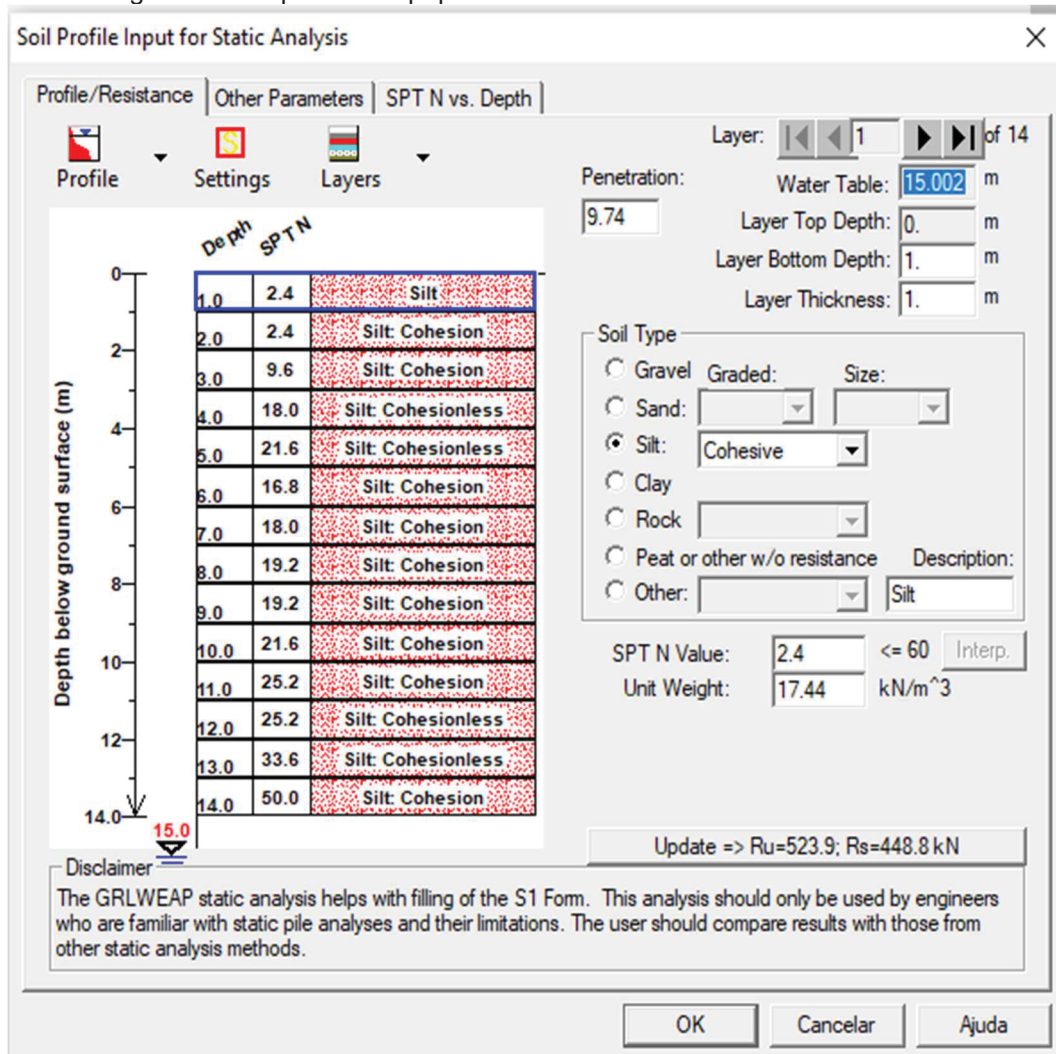 Soil Profile Input for Static Analysis
Profile/Resistance Other Parameters SPT N vs. Depth
Profile Settings Layers
Layer: 1 of 14
Penetration: 9.74
Water Table: 15.002 m
Layer Top Depth: 0. m
Layer Bottom Depth: 1. m
Layer Thickness: 1. m
Depth below ground surface (m)
0
2
4
6
8
10
12
14.0
15.0
Depth SPT N
1.0 2.4 Silt
2.0 2.4 Silt: Cohesion
3.0 9.6 Silt: Cohesion
4.0 18.0 Silt: Cohesionless
5.0 21.6 Silt: Cohesionless
6.0 16.8 Silt: Cohesion
7.0 18.0 Silt: Cohesion
8.0 19.2 Silt: Cohesion
9.0 19.2 Silt: Cohesion
10.0 21.6 Silt: Cohesion
11.0 25.2 Silt: Cohesion
12.0 25.2 Silt: Cohesionless
13.0 33.6 Silt: Cohesionless
14.0 50.0 Silt: Cohesion
Soil Type
Gravel Graded: Size:
Sand:
Silt: Cohesive
Clay
Rock
Peat or other w/o resistance Description:
Other: Silt
SPT N Value: 2.4 <= 60 Interp.
Unit Weight: 17.44 kN/m^3
Update => Ru=523.9; Rs=448.8 kN
Disclaimer
The GRLWEAP static analysis helps with filling of the S1 Form. This analysis should only be used by engineers
who are familiar with static pile analyses and their limitations. The user should compare results with those from
other static analysis methods.
OK Cancelar Ajuda